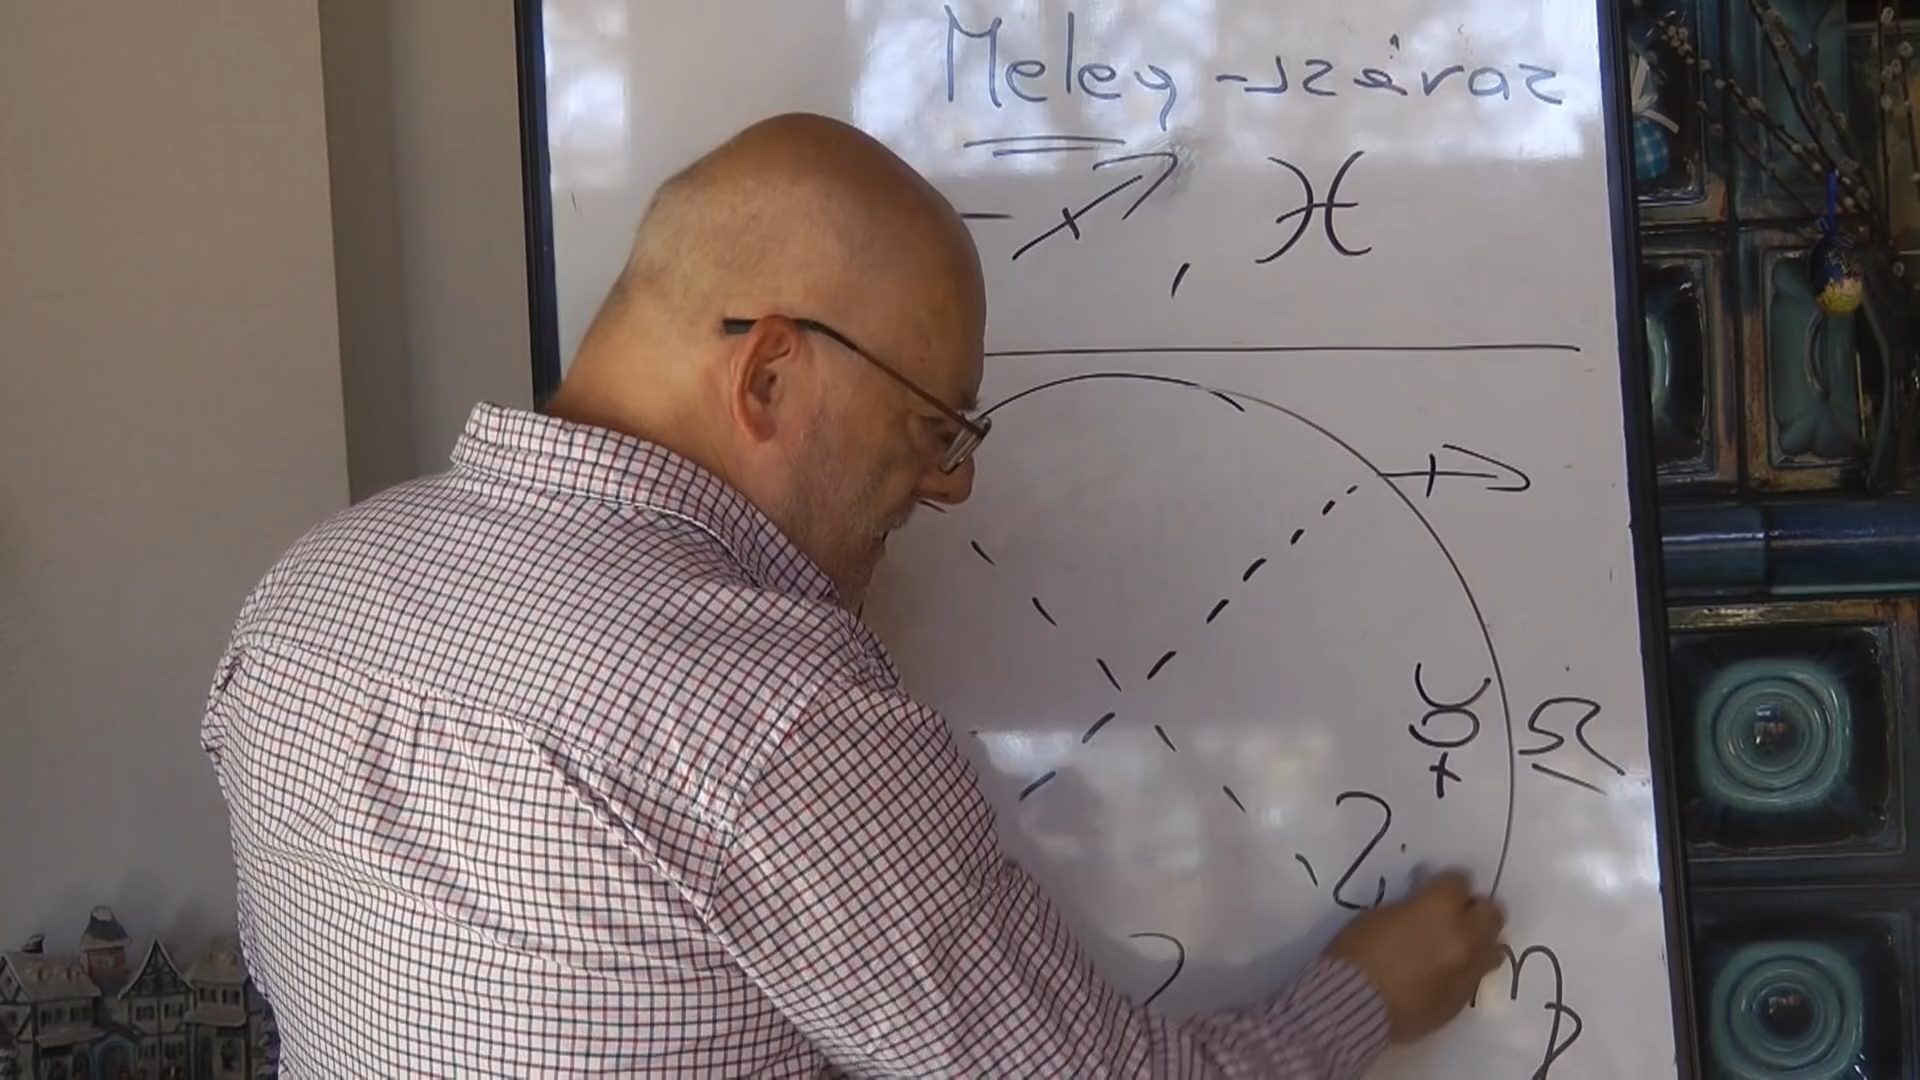 Meleg-száraz
♐, ♓
☿ ♌
♍